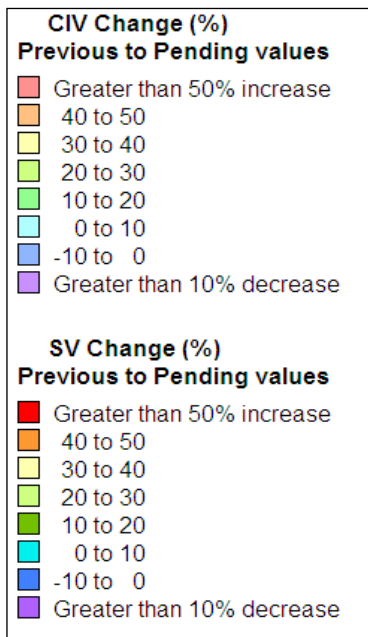 CIV Change (%)
Previous to Pending values
Greater than 50% increase
40 to 50
30 to 40
20 to 30
10 to 20
0 to 10
-10 to 0
Greater than 10% decrease
SV Change (%)
Previous to Pending values
Greater than 50% increase
40 to 50
30 to 40
20 to 30
10 to 20
0 to 10
-10 to 0
Greater than 10% decrease